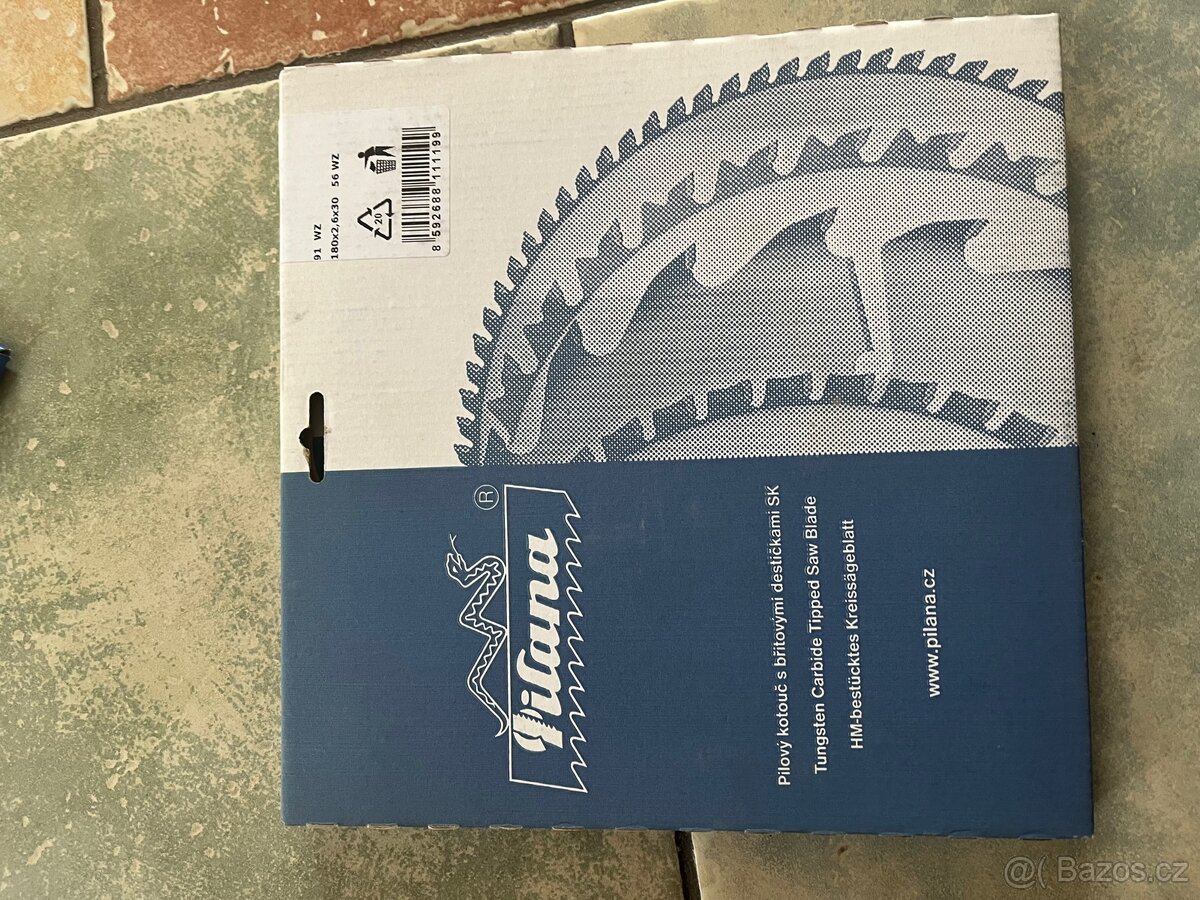 91 WZ
180x2,6x30 56 WZ
20
8 592688 111199
Pilana ®
Pilový kotouč s břitovými destičkami SK
Tungsten Carbide Tipped Saw Blade
HM-bestücktes Kreissägeblatt
www.pilana.cz
@( Bazos.cz